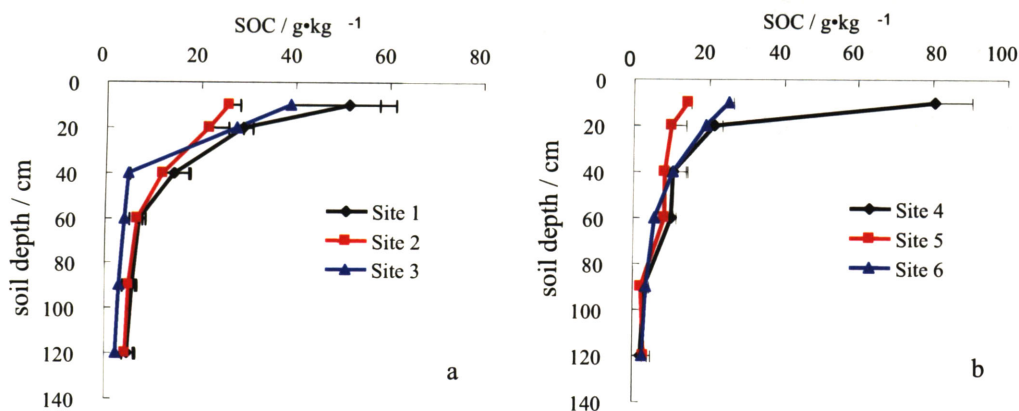 SOC / g•kg ⁻¹
0 20 40 60 80
0
20
40
60
80
100
120
140
soil depth / cm
Site 1
Site 2
Site 3
a
SOC / g•kg ⁻¹
0 20 40 60 80 100
0
20
40
60
80
100
120
140
soil depth / cm
Site 4
Site 5
Site 6
b